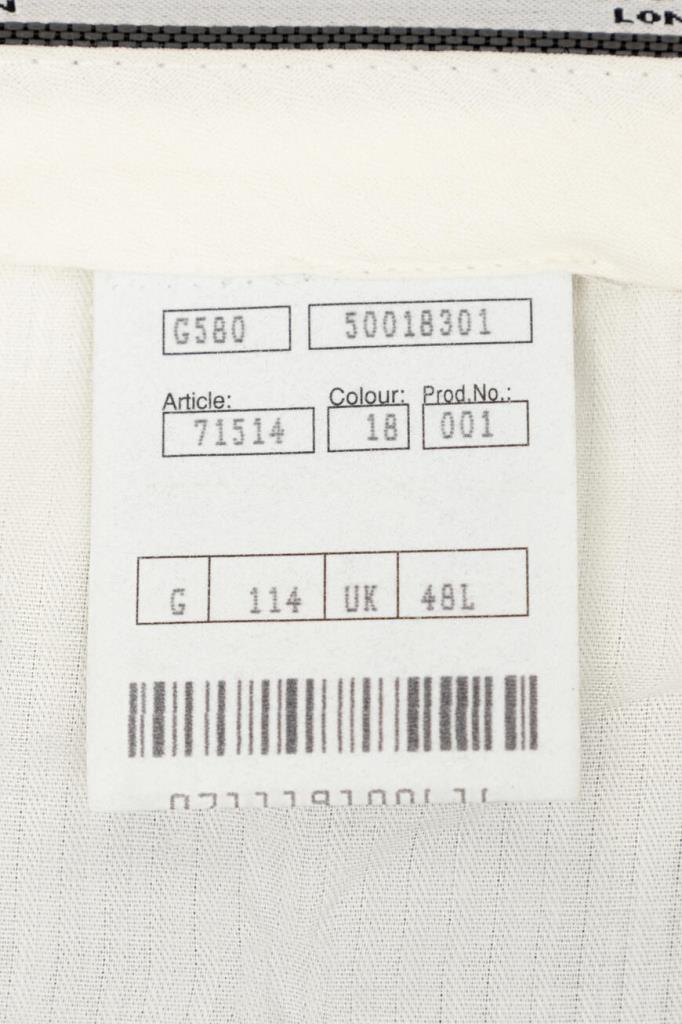 G580 50018301
Article: Colour: Prod.No.:
71514 18 001
G 114 UK 48L